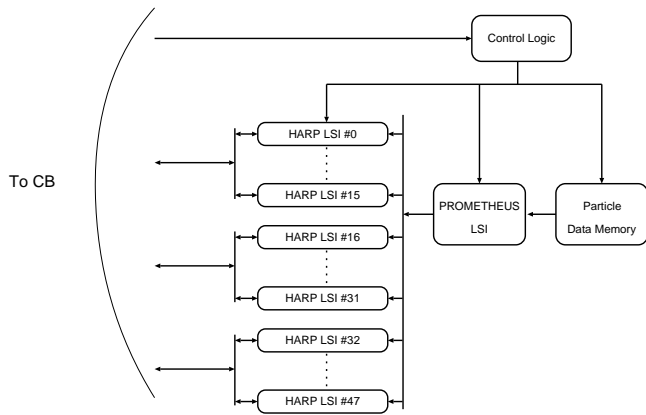 Control Logic
HARP LSI #0
To CB
HARP LSI #15
PROMETHEUS
LSI
Particle
Data Memory
HARP LSI #16
HARP LSI #31
HARP LSI #32
HARP LSI #47